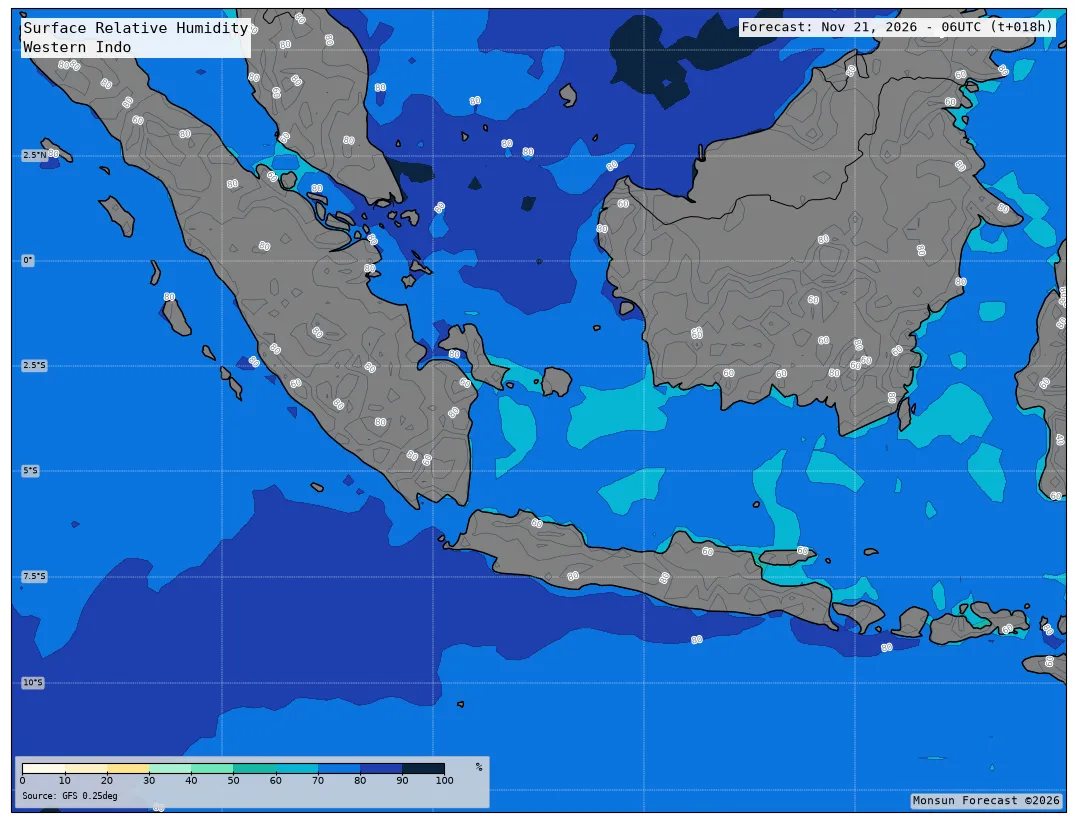 Surface Relative Humidity
Western Indo
Forecast: Nov 21, 2026 - 06UTC (t+018h)
2.5°N
0°
2.5°S
5°S
7.5°S
10°S
%
0 10 20 30 40 50 60 70 80 90 100
Source: GFS 0.25deg
Monsun Forecast ©2026